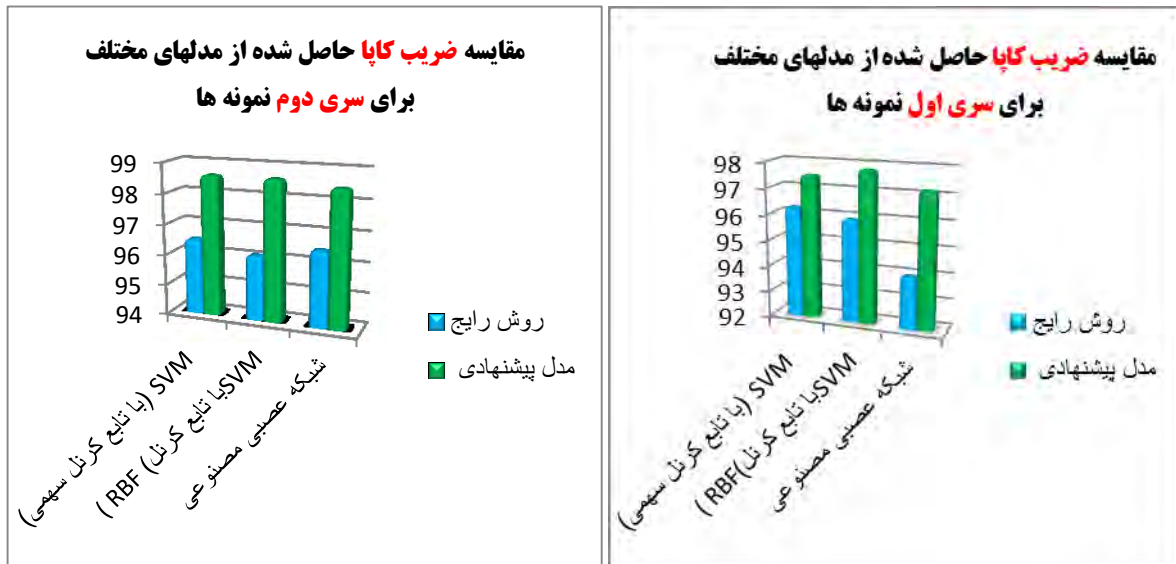 مقایسه ضریب کاپا حاصل شده از مدلهای مختلف
برای سری اول نمونه ها
98
97
96
95
94
93
92
SVM (با تابع کرنل سهمی)
SVMبا تابع کرنل)RBF )
شبکه عصبی مصنوعی
روش رایج
مدل پیشنهادی
مقایسه ضریب کاپا حاصل شده از مدلهای مختلف
برای سری دوم نمونه ها
99
98
97
96
95
94
SVM (با تابع کرنل سهمی)
SVMبا تابع کرنل) RBF )
شبکه عصبی مصنوعی
روش رایج
مدل پیشنهادی